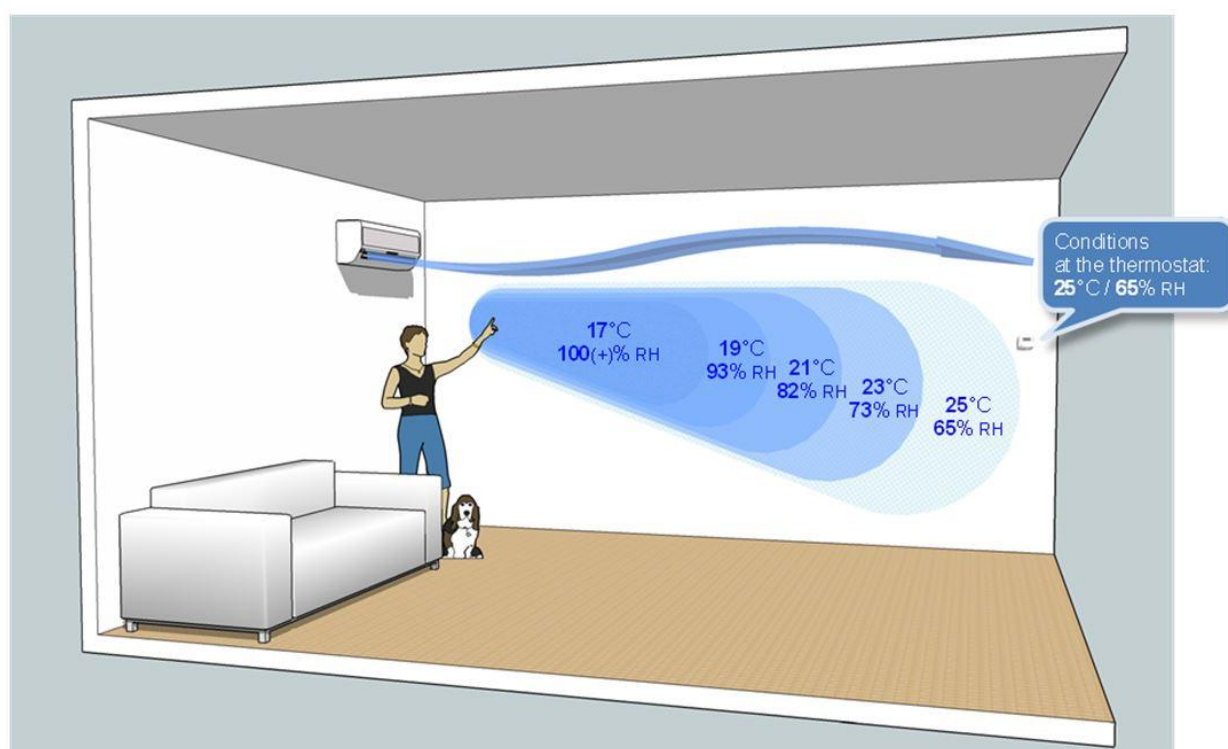 Conditions
at the thermostat:
25°C / 65% RH
17°C
100(+)% RH
19°C
93% RH
21°C
82% RH
23°C
73% RH
25°C
65% RH